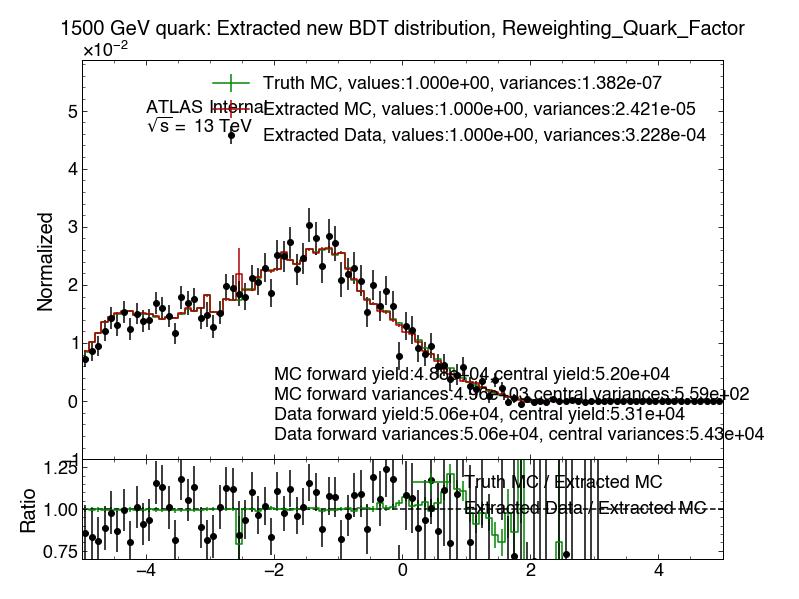 1500 GeV quark: Extracted new BDT distribution, Reweighting_Quark_Factor
×10⁻²
Truth MC, values:1.000e+00, variances:1.382e-07
ATLAS Internal
Extracted MC, values:1.000e+00, variances:2.421e-05
√s = 13 TeV
Extracted Data, values:1.000e+00, variances:3.228e-04
5
4
3
2
1
0
1
Normalized
MC forward yield:4.88e+04 central yield:5.20e+04
MC forward variances:4.96e+03 central variances:5.59e+02
Data forward yield:5.06e+04, central yield:5.31e+04
Data forward variances:5.06e+04, central variances:5.43e+04
1.25
1.00
0.75
Ratio
Truth MC / Extracted MC
Extracted Data / Extracted MC
−4 −2 0 2 4